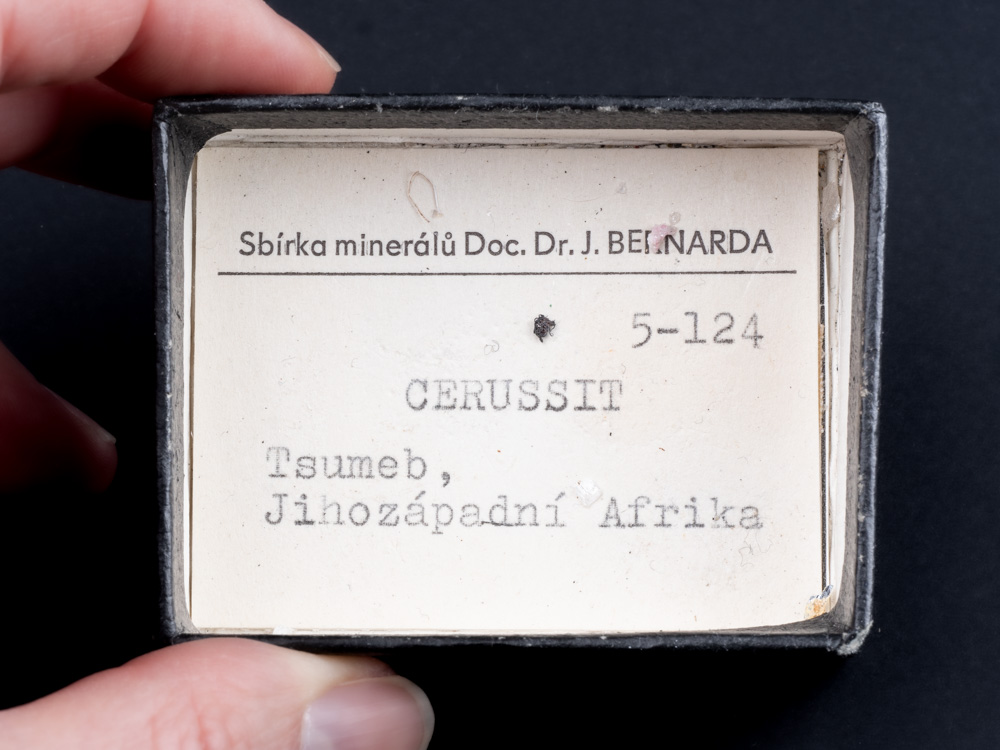 Sbírka minerálů Doc. Dr. J. BERNARDA
5-124
CERUSSIT
Tsumeb,
Jihozápadní Afrika